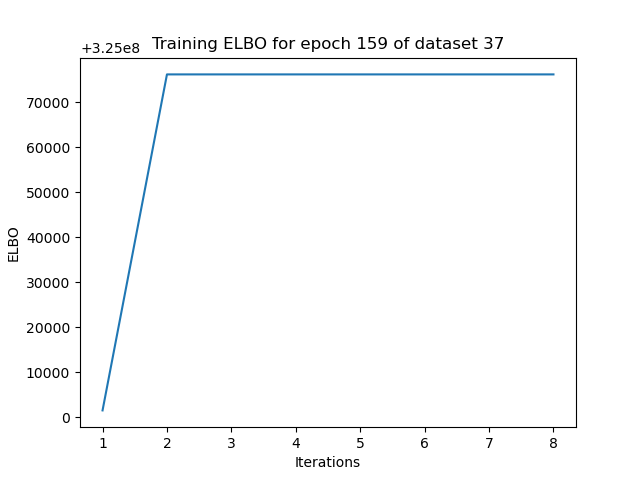 +3.25e8
Training ELBO for epoch 159 of dataset 37
70000
60000
50000
40000
30000
20000
10000
0
ELBO
1 2 3 4 5 6 7 8
Iterations